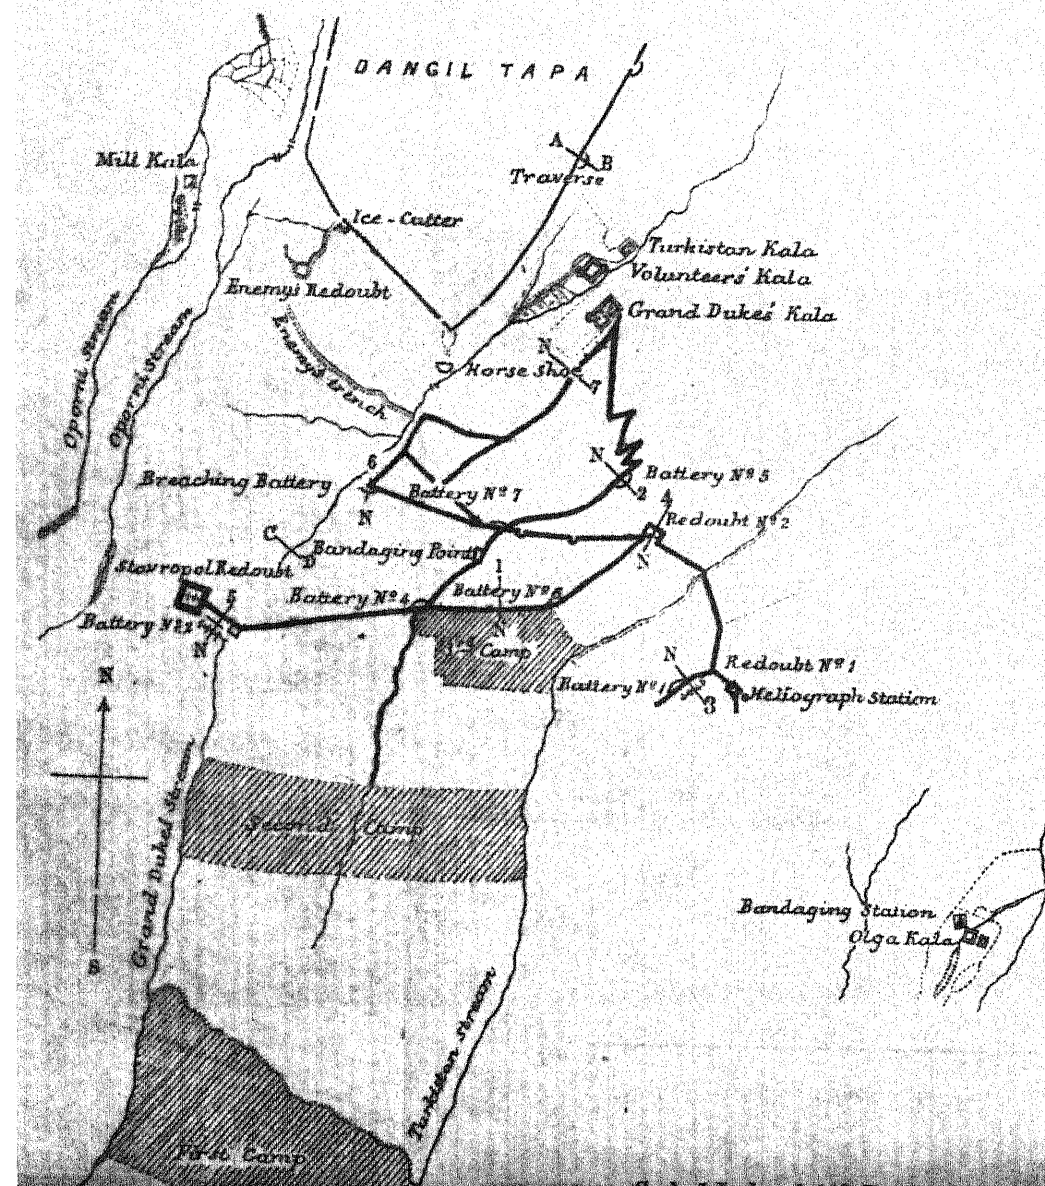 DANGIL TAPA
A
B
Traverse
Mill Kala
Ice-Cutter
Turkistan Kala
Volunteers' Kala
Enemys Redoubt
Grand Dukes' Kala
Oporni Stream
Oporni Stream
Enemys trench
N
Horse Shoe
7
6
N
Breaching Battery
Battery Nº 5
2
Battery Nº 7
4
N
Redoubt Nº 2
C
D
Bandaging Point
N
Stavropol Redoubt
1
5
Battery Nº 4
Battery Nº 6
Battery Nº 2
N
N
Camp
N
Redoubt Nº 1
N
Battery Nº 1
3
Heliograph Station
Grand Dukes' Stream
Second Camp
Bandaging Station
Olga Kala
S
Turkistan Stream
First Camp